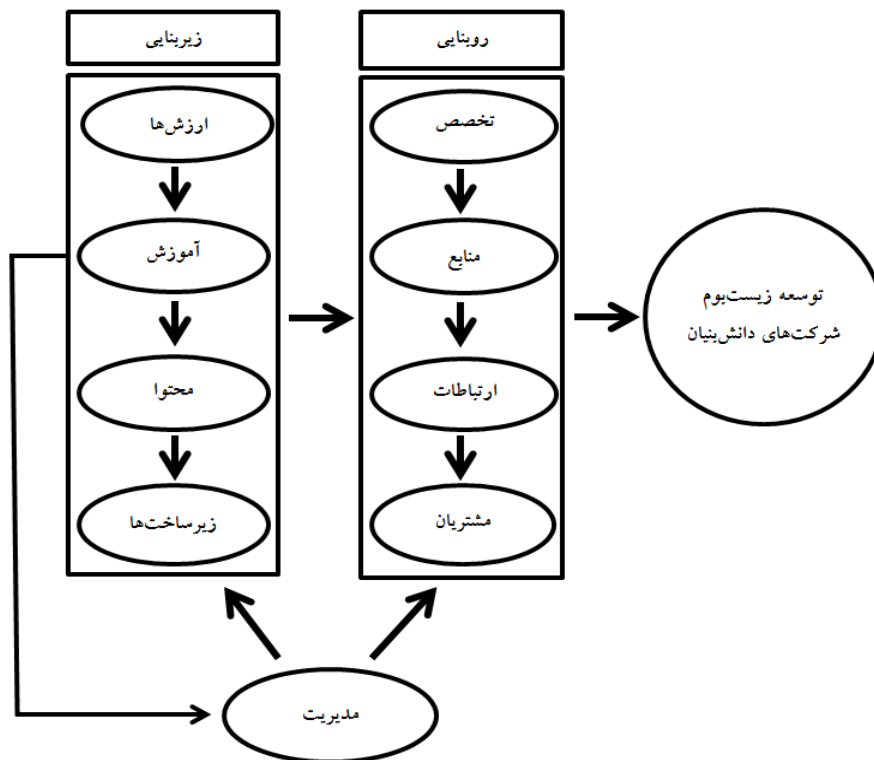 زیربنایی
ارزش‌ها
آموزش
محتوا
زیرساخت‌ها
روبنایی
تخصص
منابع
ارتباطات
مشتریان
توسعه زیست‌بوم
شرکت‌های دانش‌بنیان
مدیریت